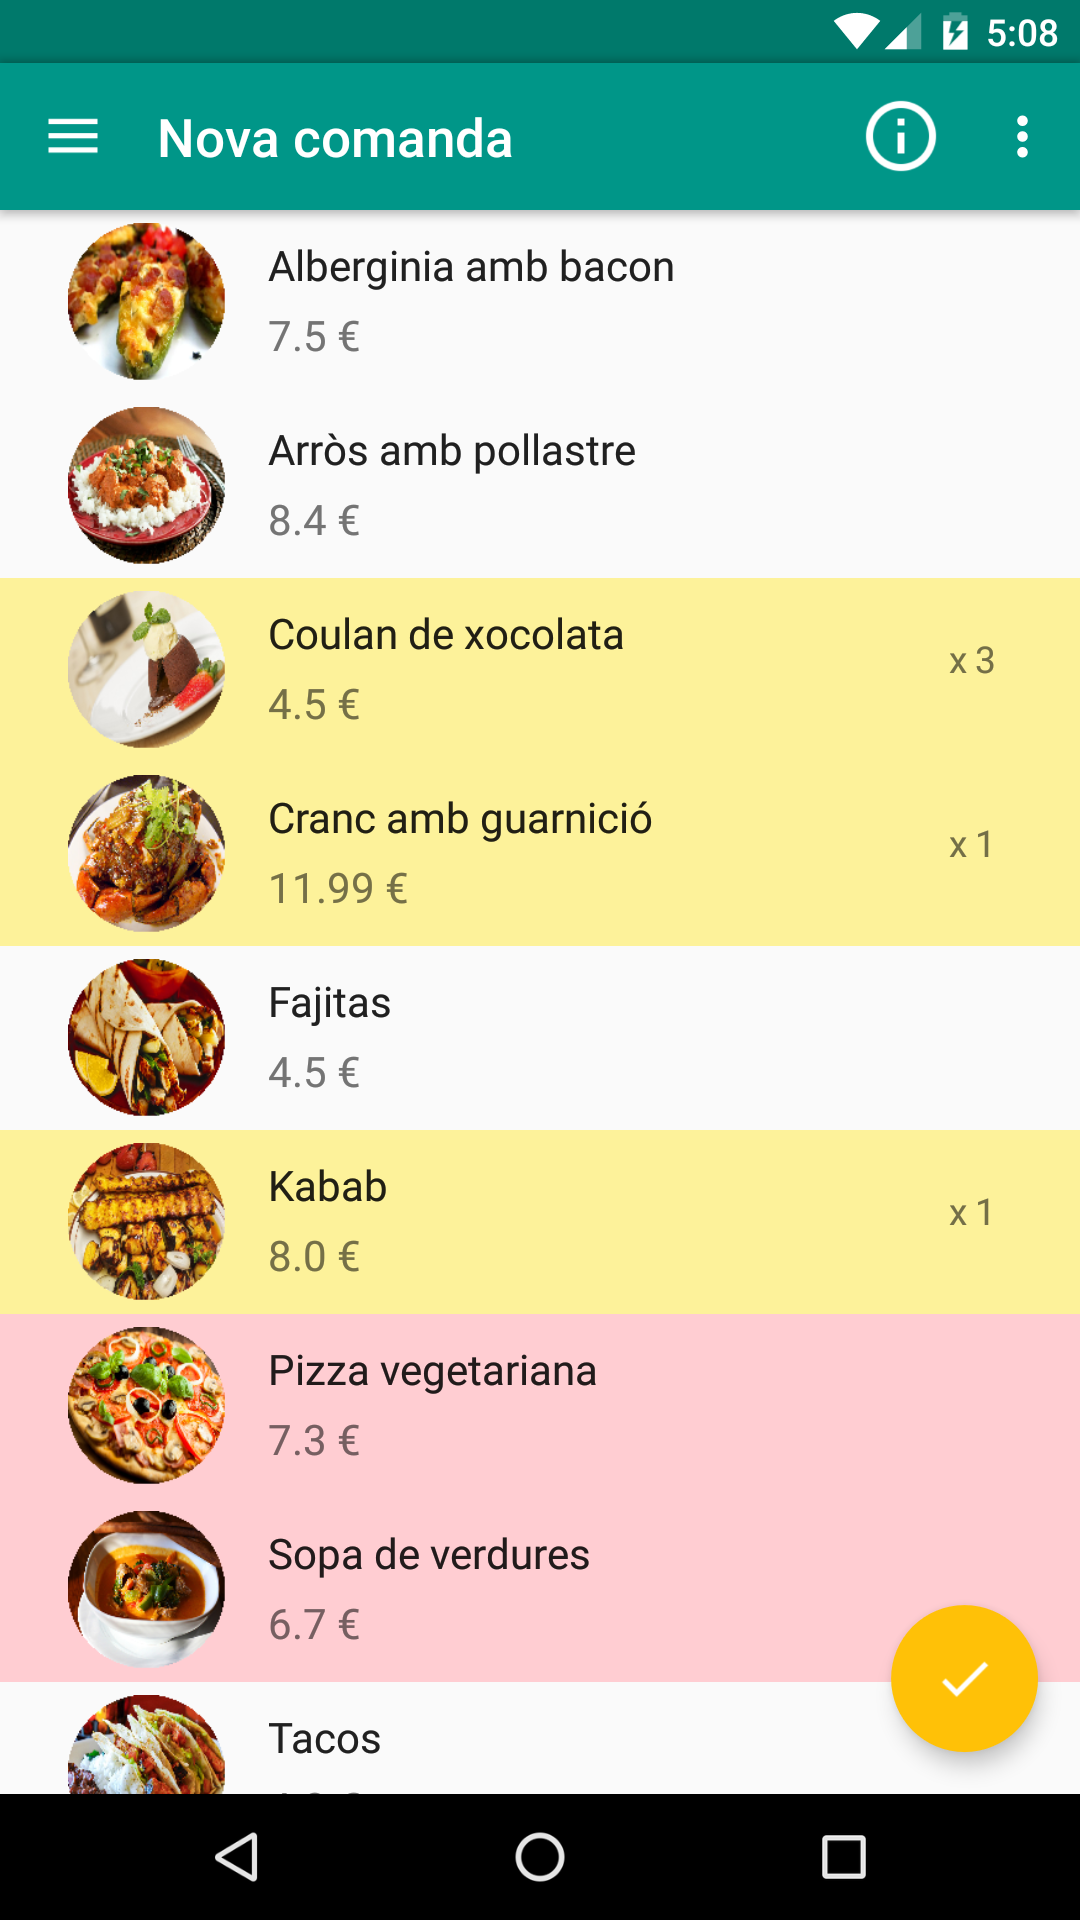 5:08
Nova comanda
Alberginia amb bacon
7.5 €
Arròs amb pollastre
8.4 €
Coulan de xocolata
x 3
4.5 €
Cranc amb guarnició
x 1
11.99 €
Fajitas
4.5 €
Kabab
x 1
8.0 €
Pizza vegetariana
7.3 €
Sopa de verdures
6.7 €
Tacos